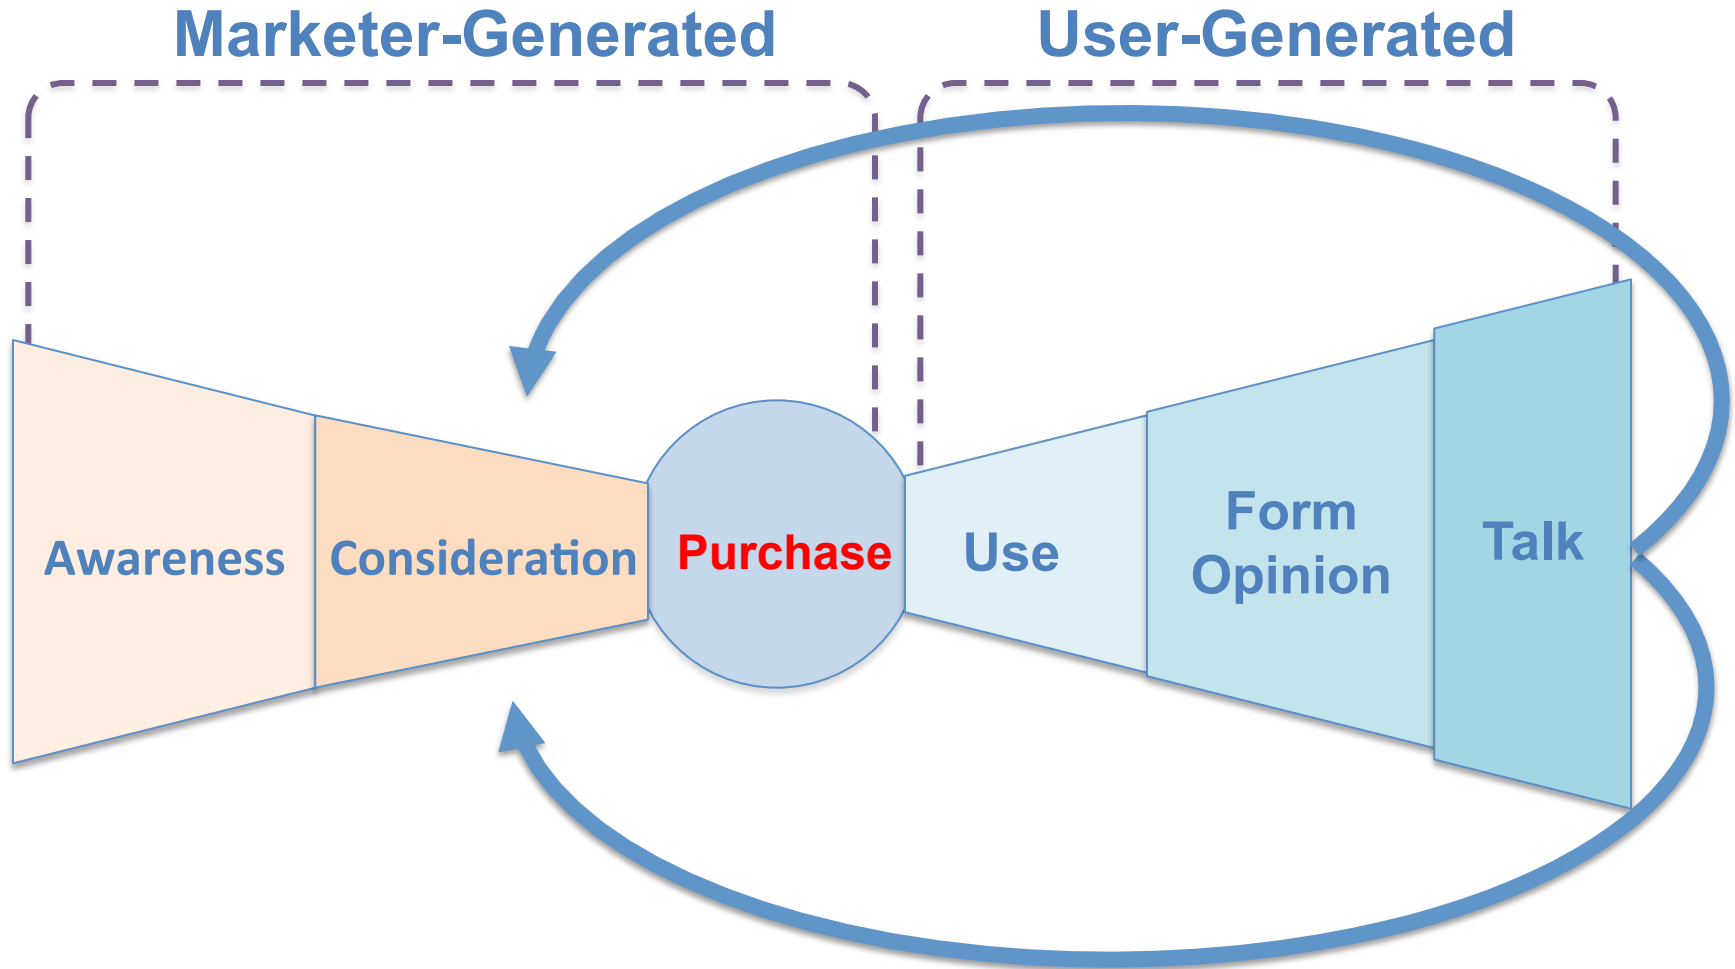 Marketer-Generated
User-Generated
Awareness
Consideration
Purchase
Use
Form
Opinion
Talk